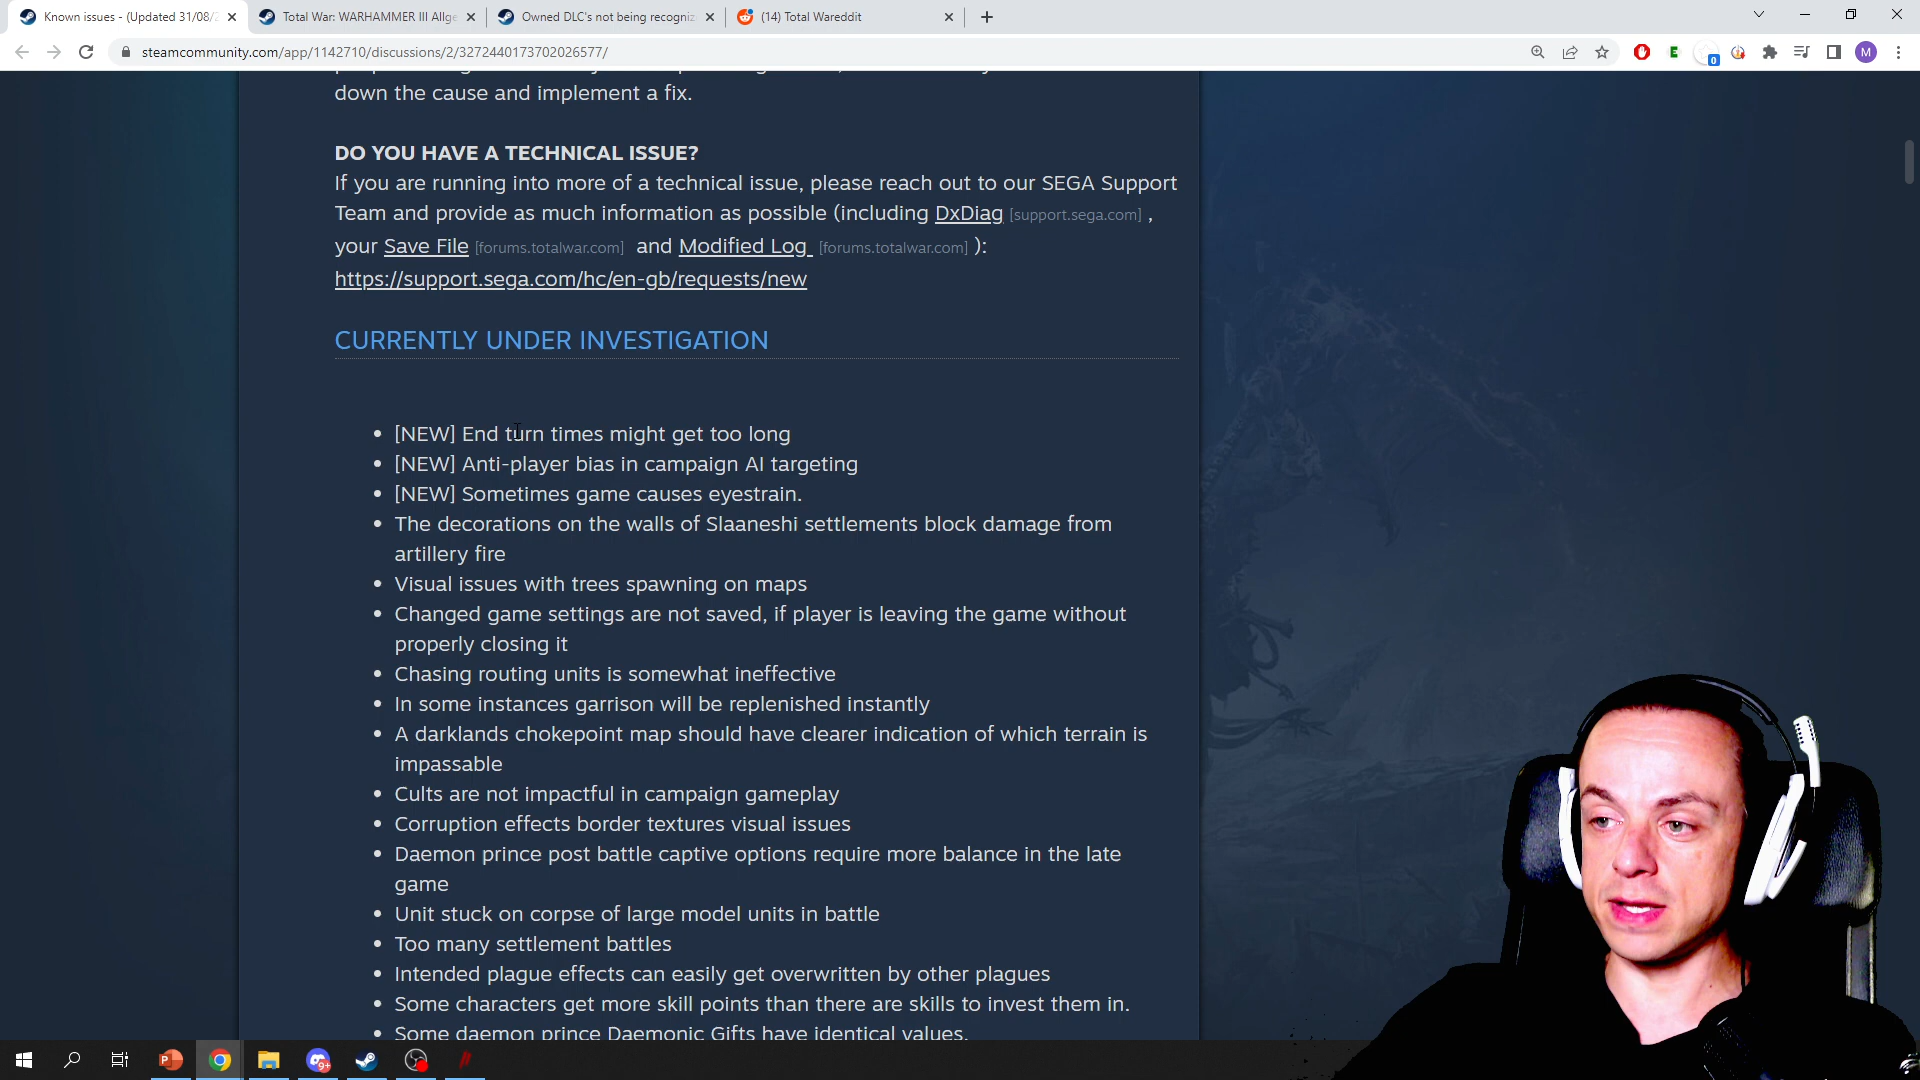 Known issues - (Updated 31/08/2
Total War: WARHAMMER III Allge
Owned DLC's not being recogniz
(14) Total Wareddit
steamcommunity.com/app/1142710/discussions/2/3272440173702026577/
0
M
down the cause and implement a fix.
DO YOU HAVE A TECHNICAL ISSUE?
If you are running into more of a technical issue, please reach out to our SEGA Support
Team and provide as much information as possible (including DxDiag [support.sega.com] ,
your Save File [forums.totalwar.com] and Modified Log [forums.totalwar.com] ):
https://support.sega.com/hc/en-gb/requests/new
CURRENTLY UNDER INVESTIGATION
• [NEW] End turn times might get too long
• [NEW] Anti-player bias in campaign AI targeting
• [NEW] Sometimes game causes eyestrain.
• The decorations on the walls of Slaaneshi settlements block damage from
artillery fire
• Visual issues with trees spawning on maps
• Changed game settings are not saved, if player is leaving the game without
properly closing it
• Chasing routing units is somewhat ineffective
• In some instances garrison will be replenished instantly
• A darklands chokepoint map should have clearer indication of which terrain is
impassable
• Cults are not impactful in campaign gameplay
• Corruption effects border textures visual issues
• Daemon prince post battle captive options require more balance in the late
game
• Unit stuck on corpse of large model units in battle
• Too many settlement battles
• Intended plague effects can easily get overwritten by other plagues
• Some characters get more skill points than there are skills to invest them in.
• Some daemon prince Daemonic Gifts have identical values.
9+